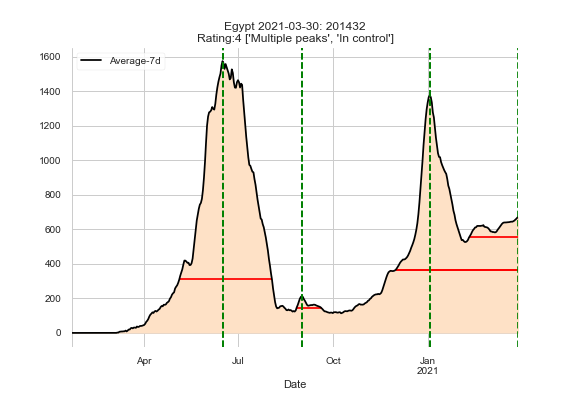 Egypt 2021-03-30: 201432
Rating:4 ['Multiple peaks', 'In control']
Average-7d
1600
1400
1200
1000
800
600
400
200
0
Apr
Jul
Oct
Jan
2021
Date